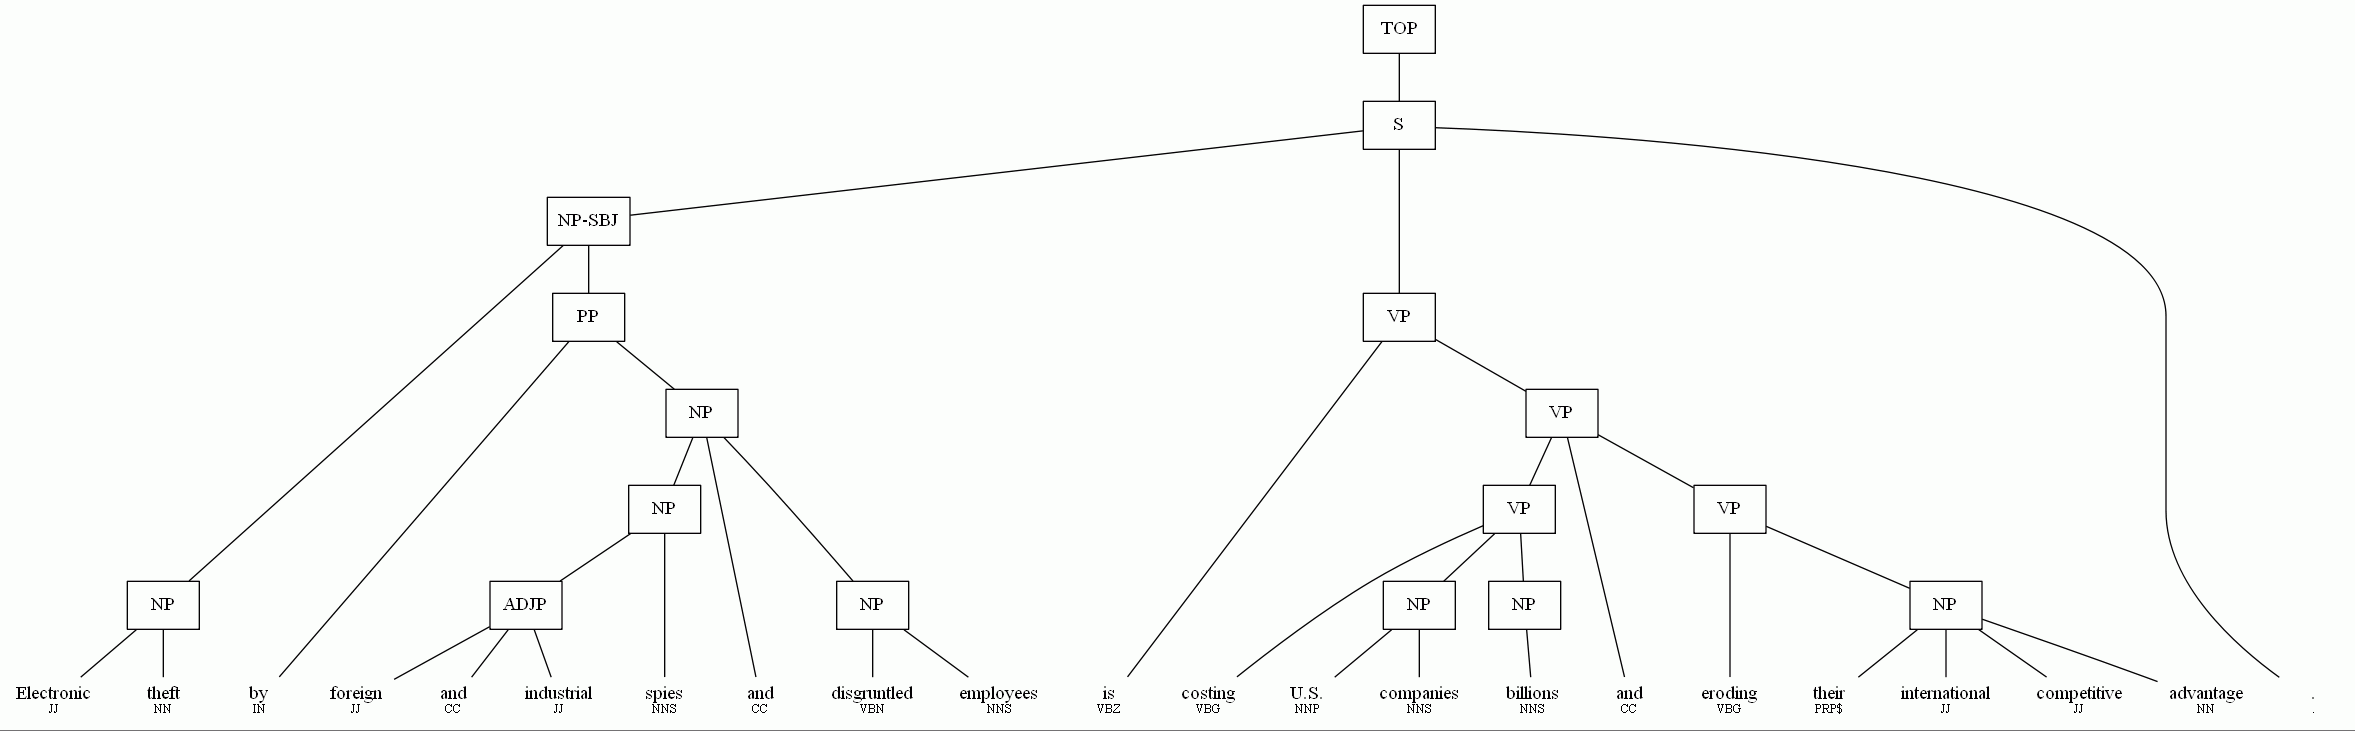 TOP
S
NP-SBJ
PP VP
NP VP
NP VP VP
NP ADJP NP NP NP NP
Electronic theft by foreign and industrial spies and disgruntled employees is costing U.S. companies billions and eroding their international competitive advantage .
JJ NN IN JJ CC JJ NNS CC VBN NNS VBZ VBG NNP NNS NNS CC VBG PRP$ JJ JJ NN .